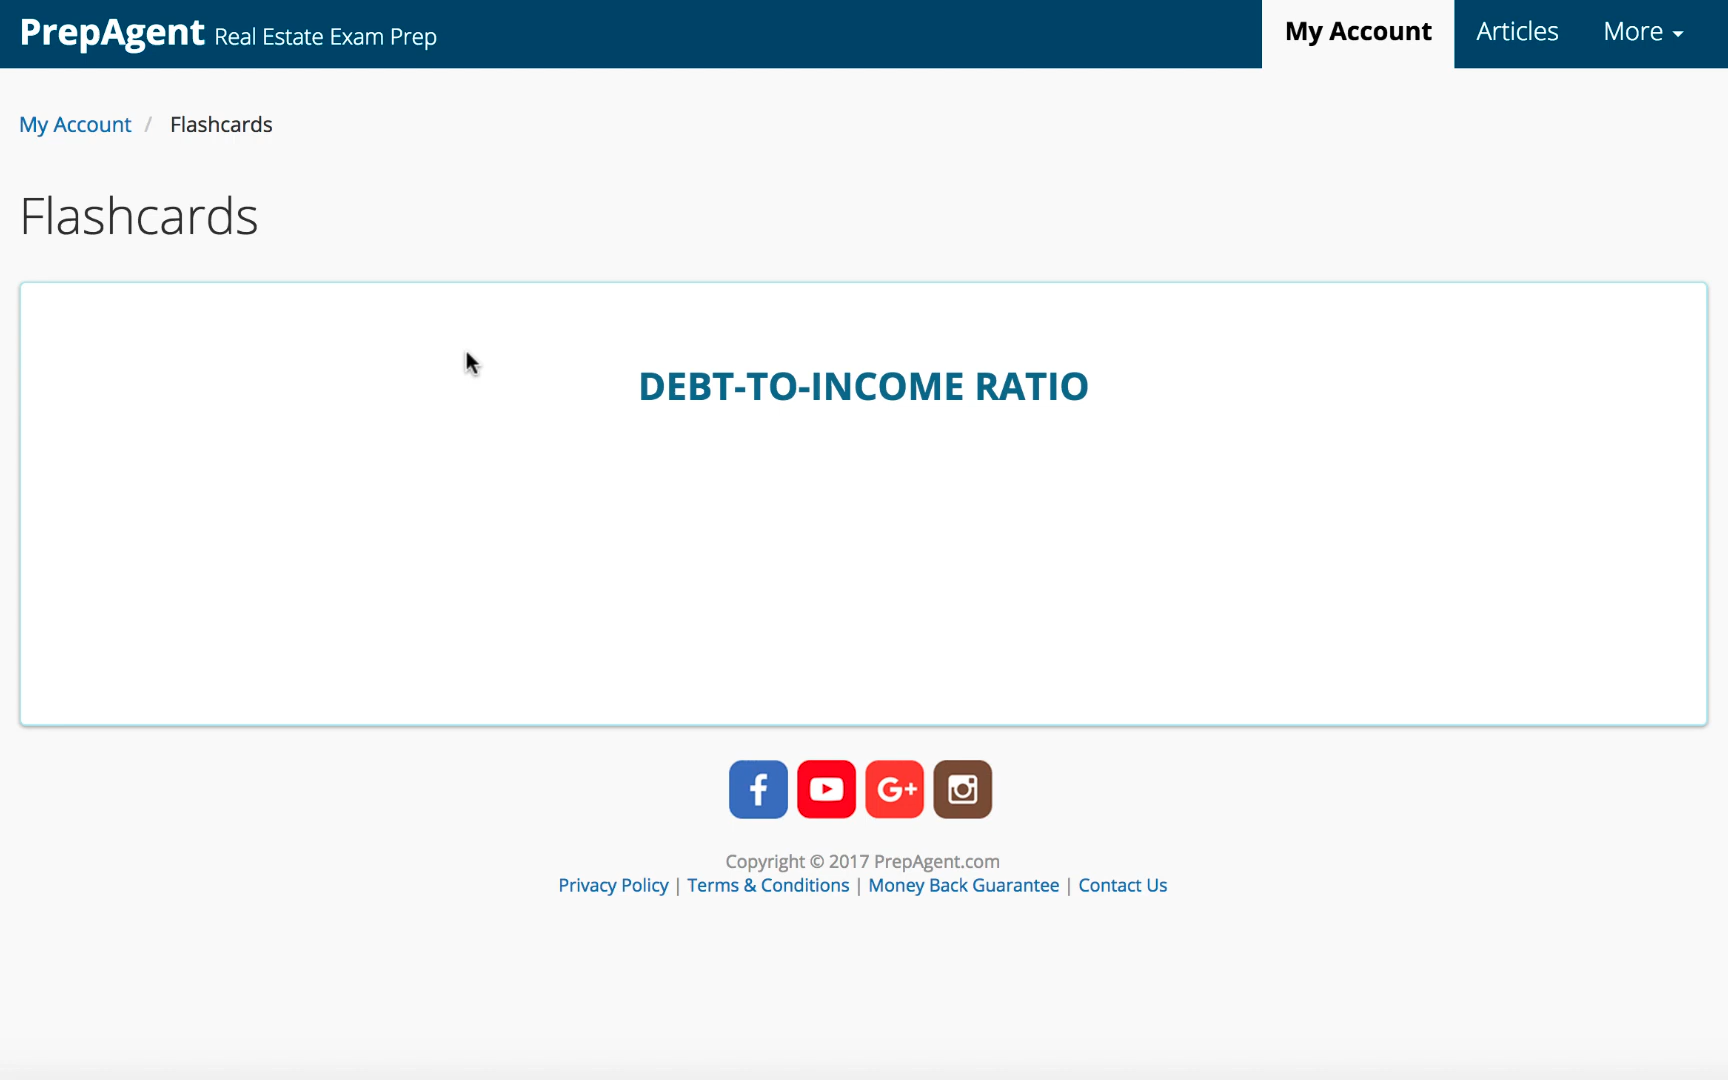 PrepAgent Real Estate Exam Prep
My Account
Articles
More
My Account / Flashcards
Flashcards
DEBT-TO-INCOME RATIO
f
G+
Copyright © 2017 PrepAgent.com
Privacy Policy | Terms & Conditions | Money Back Guarantee | Contact Us